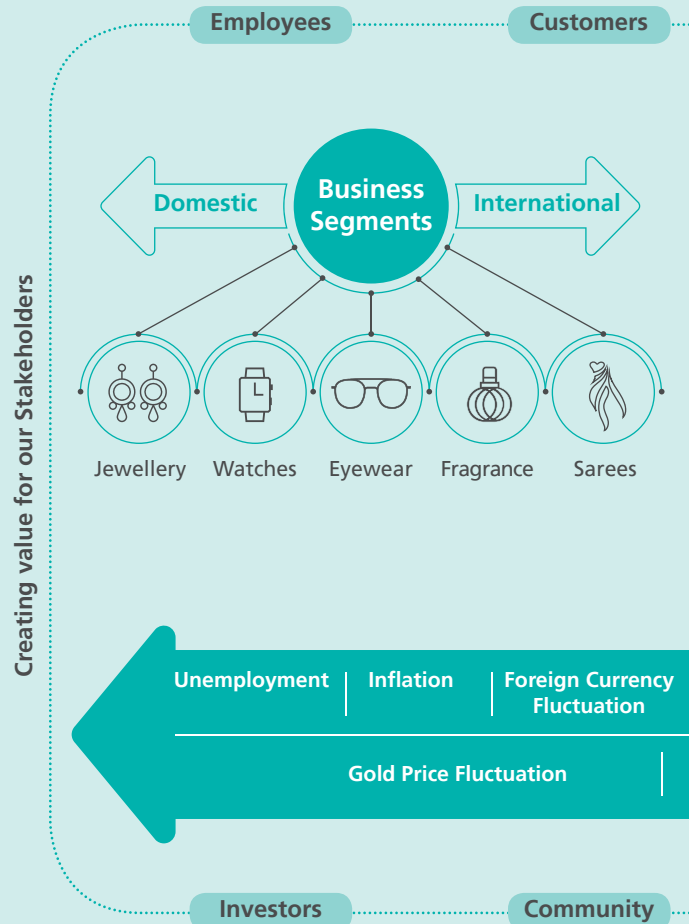 Employees
Customers
Creating value for our Stakeholders
Domestic
Business
Segments
International
Jewellery
Watches
Eyewear
Fragrance
Sarees
Unemployment
Inflation
Foreign Currency
Fluctuation
Gold Price Fluctuation
Investors
Community